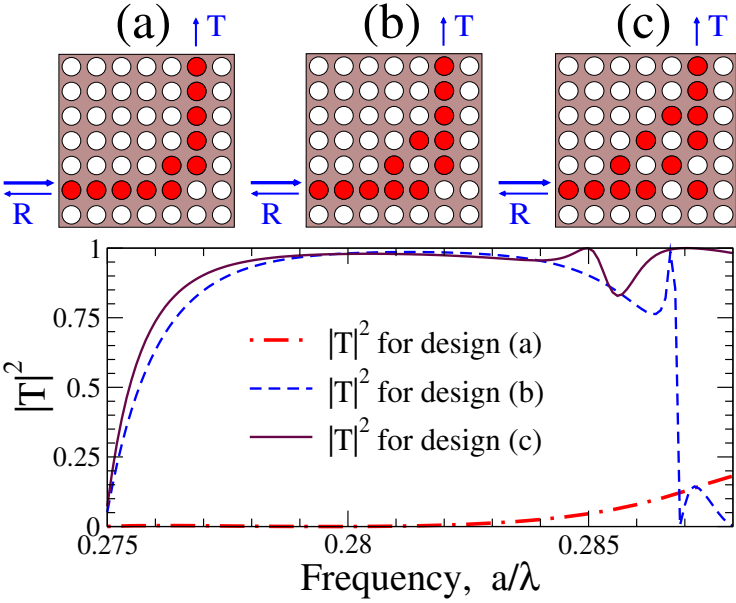 (a) (b) (c)
T T T
R R R
1
0.75
0.5
0.25
0
|T|²
|T|² for design (a)
|T|² for design (b)
|T|² for design (c)
0.275 0.28 0.285
Frequency, a/λ